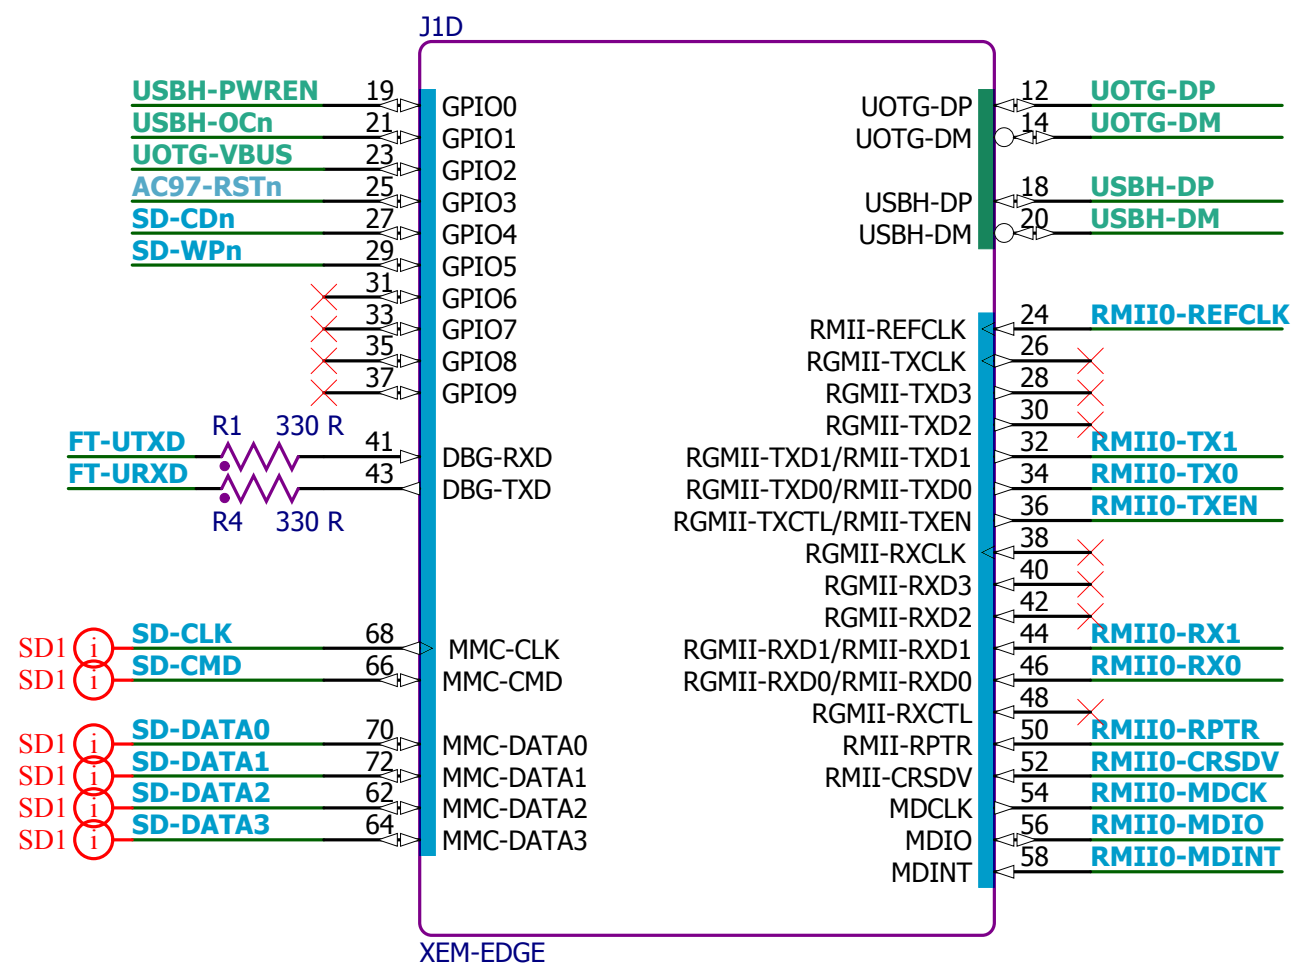 J1D
USBH-PWREN 19 GPIO0
USBH-OCn 21 GPIO1
UOTG-VBUS 23 GPIO2
AC97-RSTn 25 GPIO3
SD-CDn 27 GPIO4
SD-WPn 29 GPIO5
31 GPIO6
33 GPIO7
35 GPIO8
37 GPIO9
R1 330 R
FT-UTXD 41 DBG-RXD
FT-URXD 43 DBG-TXD
R4 330 R
SD1 i SD-CLK 68 MMC-CLK
SD1 i SD-CMD 66 MMC-CMD
SD1 i SD-DATA0 70 MMC-DATA0
SD1 i SD-DATA1 72 MMC-DATA1
SD1 i SD-DATA2 62 MMC-DATA2
SD1 i SD-DATA3 64 MMC-DATA3
UOTG-DP 12 UOTG-DP
UOTG-DM 14 UOTG-DM
USBH-DP 18 USBH-DP
USBH-DM 20 USBH-DM
RMII-REFCLK 24 RMII0-REFCLK
RGMII-TXCLK 26
RGMII-TXD3 28
RGMII-TXD2 30
RGMII-TXD1/RMII-TXD1 32 RMII0-TX1
RGMII-TXD0/RMII-TXD0 34 RMII0-TX0
RGMII-TXCTL/RMII-TXEN 36 RMII0-TXEN
RGMII-RXCLK 38
RGMII-RXD3 40
RGMII-RXD2 42
RGMII-RXD1/RMII-RXD1 44 RMII0-RX1
RGMII-RXD0/RMII-RXD0 46 RMII0-RX0
RGMII-RXCTL 48
RMII-RPTR 50 RMII0-RPTR
RMII-CRSDV 52 RMII0-CRSDV
MDCLK 54 RMII0-MDCK
MDIO 56 RMII0-MDIO
MDINT 58 RMII0-MDINT
XEM-EDGE